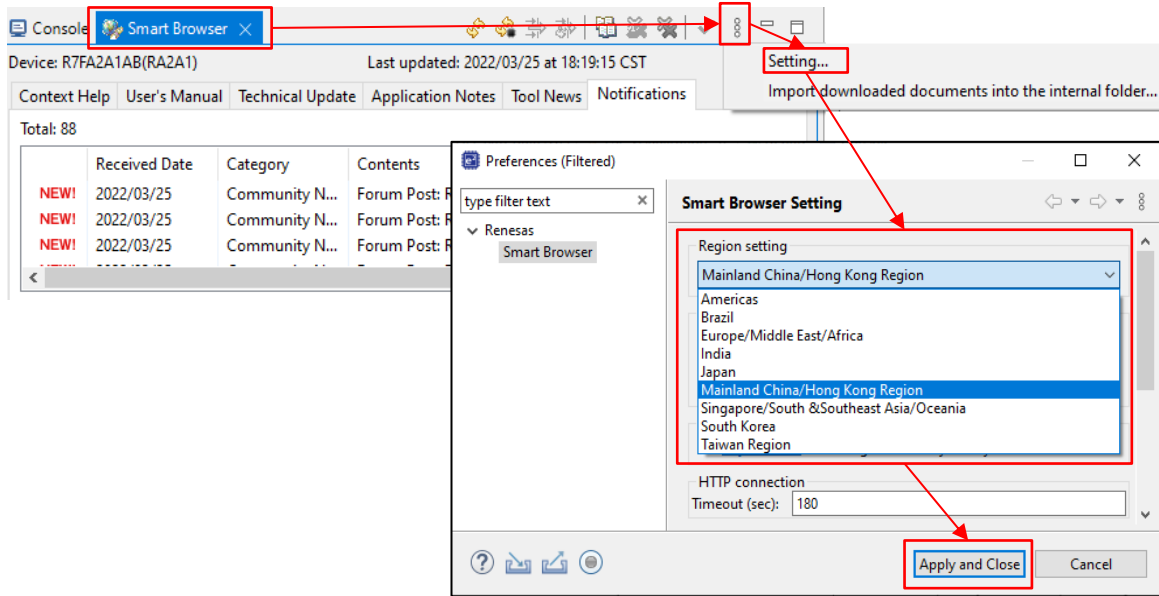 Console Smart Browser
Device: R7FA2A1AB(RA2A1) Last updated: 2022/03/25 at 18:19:15 CST
Setting...
Import downloaded documents into the internal folder...
Context Help User's Manual Technical Update Application Notes Tool News Notifications
Total: 88
Received Date Category Contents
NEW! 2022/03/25 Community N... Forum Post: R
NEW! 2022/03/25 Community N... Forum Post: R
NEW! 2022/03/25 Community N... Forum Post: R
Preferences (Filtered)
type filter text
Renesas
Smart Browser
Smart Browser Setting
Region setting
Mainland China/Hong Kong Region
Americas
Brazil
Europe/Middle East/Africa
India
Japan
Mainland China/Hong Kong Region
Singapore/South &Southeast Asia/Oceania
South Korea
Taiwan Region
HTTP connection
Timeout (sec): 180
Apply and Close Cancel